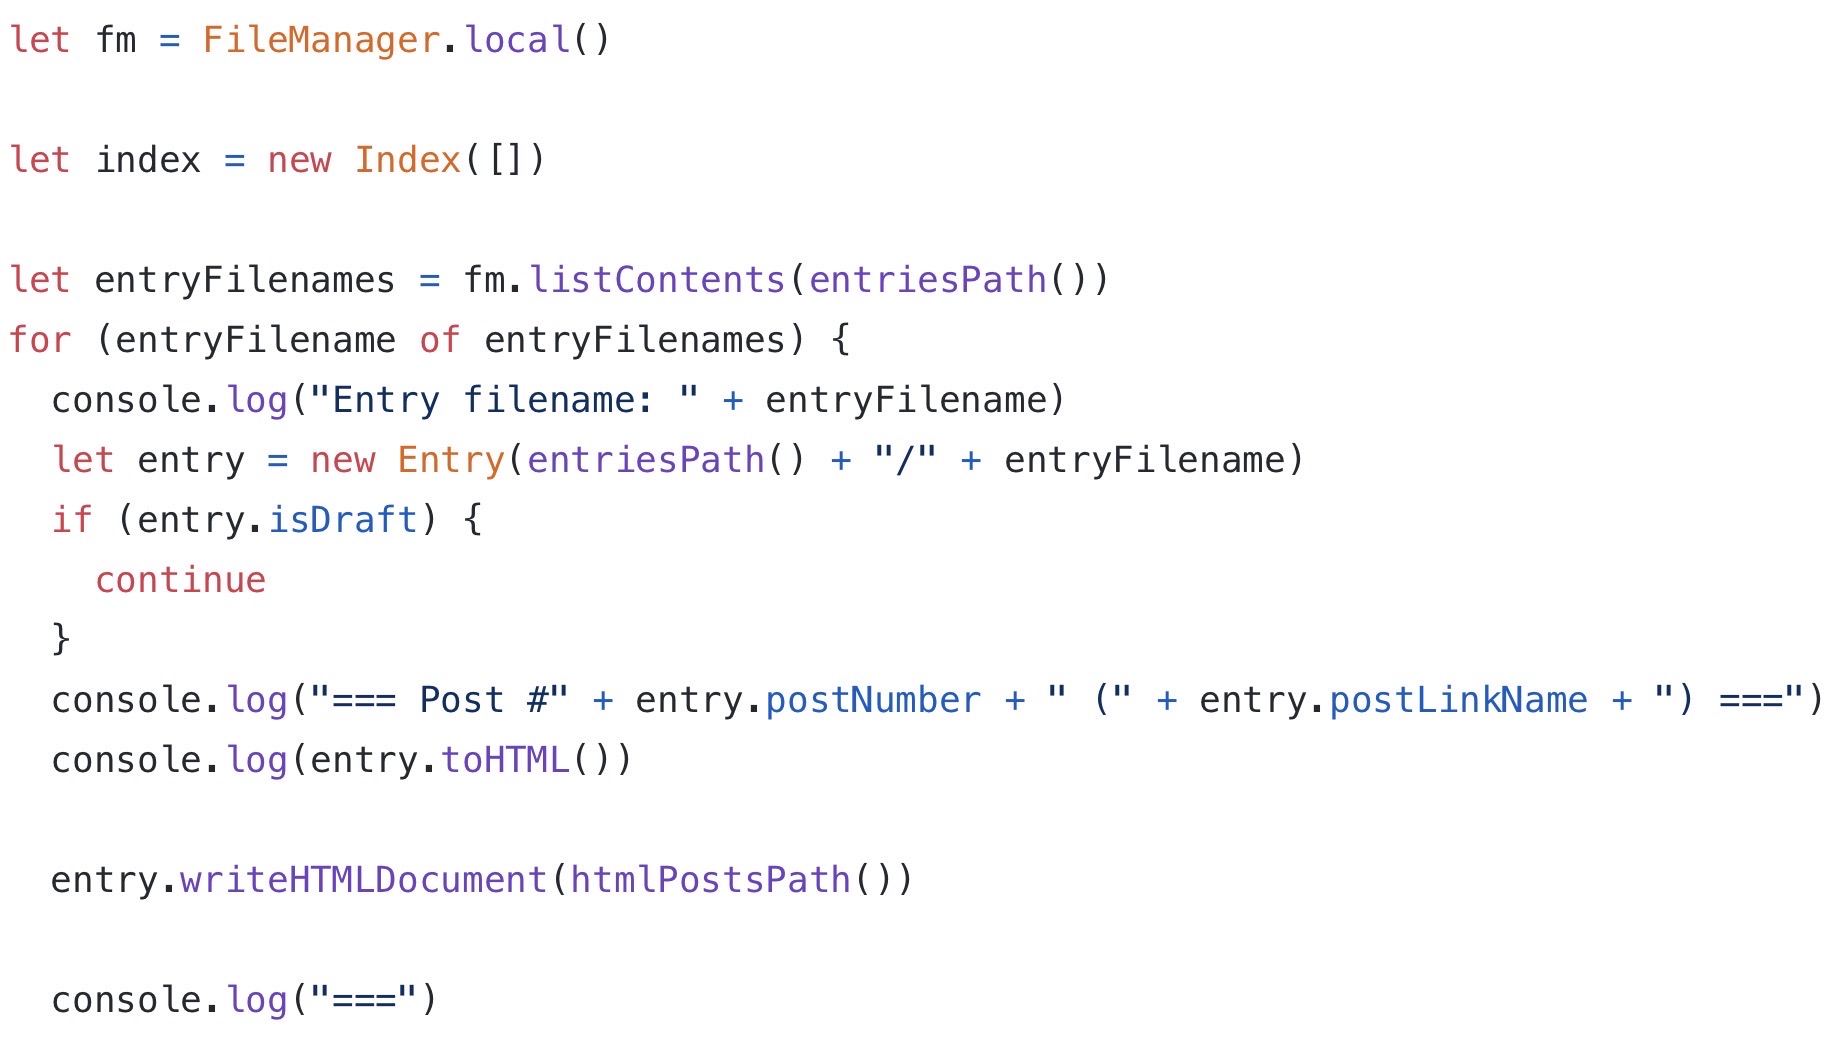 let fm = FileManager.local()
let index = new Index([])
let entryFilenames = fm.listContents(entriesPath())
for (entryFilename of entryFilenames) {
  console.log("Entry filename: " + entryFilename)
  let entry = new Entry(entriesPath() + "/" + entryFilename)
  if (entry.isDraft) {
    continue
  }
  console.log("=== Post #" + entry.postNumber + " (" + entry.postLinkName + ") ===")
  console.log(entry.toHTML())
  entry.writeHTMLDocument(htmlPostsPath())
  console.log("===")